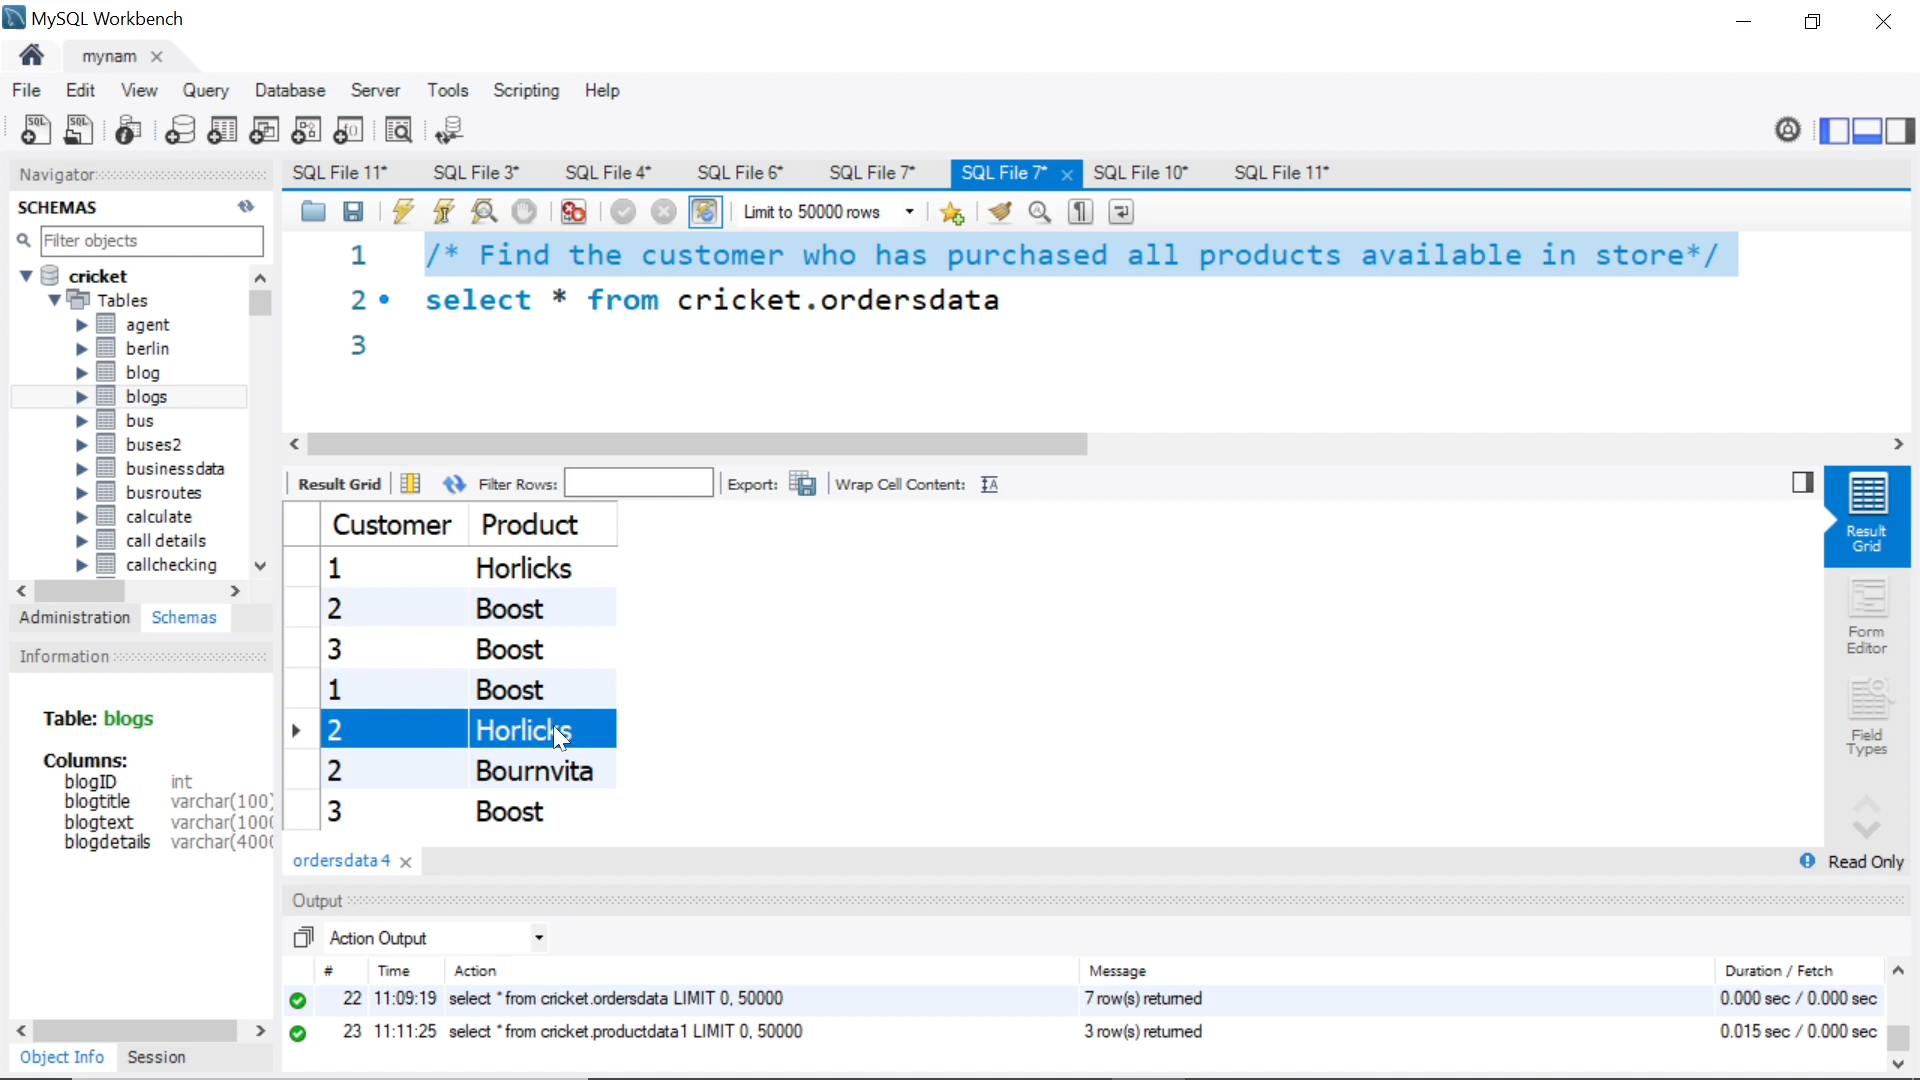 MySQL Workbench
mynam
File Edit View Query Database Server Tools Scripting Help
Navigator
SQL File 11* SQL File 3* SQL File 4* SQL File 6* SQL File 7* SQL File 7* SQL File 10* SQL File 11*
SCHEMAS
Limit to 50000 rows
Filter objects
cricket
Tables
agent
berlin
blog
blogs
bus
buses2
businessdata
busroutes
calculate
call details
callchecking
Administration Schemas
Information
Table: blogs
Columns:
blogID int
blogtitle varchar(100)
blogtext varchar(1000
blogdetails varchar(4000
Object Info Session
1 /* Find the customer who has purchased all products available in store*/
2 select * from cricket.ordersdata
3
Result Grid Filter Rows: Export: Wrap Cell Content:
Customer Product
1 Horlicks
2 Boost
3 Boost
1 Boost
2 Horlicks
2 Bournvita
3 Boost
Result
Grid
Form
Editor
Field
Types
ordersdata 4 Read Only
Output
Action Output
# Time Action Message Duration / Fetch
22 11:09:19 select * from cricket.ordersdata LIMIT 0, 50000 7 row(s) returned 0.000 sec / 0.000 sec
23 11:11:25 select * from cricket.productdata1 LIMIT 0, 50000 3 row(s) returned 0.015 sec / 0.000 sec